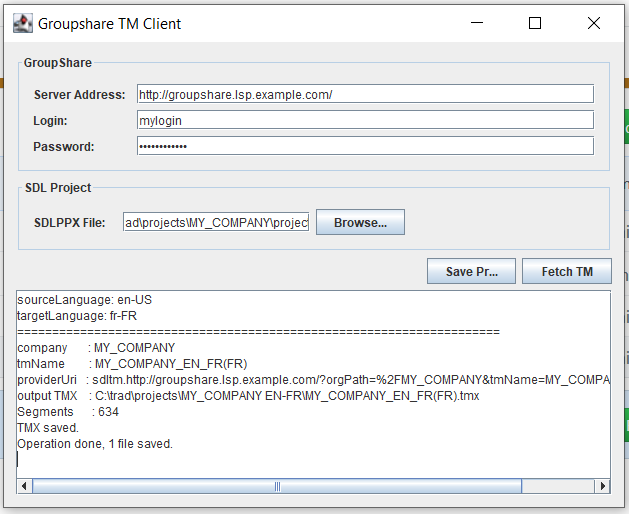 Groupshare TM Client
GroupShare
Server Address: http://groupshare.lsp.example.com/
Login: mylogin
Password: ••••••••••••
SDL Project
SDLPPX File: ad\projects\MY_COMPANY\project Browse...
Save Pr... Fetch TM
sourceLanguage: en-US
targetLanguage: fr-FR
=====================================================================
company : MY_COMPANY
tmName : MY_COMPANY_EN_FR(FR)
providerUri : sdltm.http://groupshare.lsp.example.com/?orgPath=%2FMY_COMPANY&tmName=MY_COMPA
output TMX : C:\trad\projects\MY_COMPANY EN-FR\MY_COMPANY_EN_FR(FR).tmx
Segments : 634
TMX saved.
Operation done, 1 file saved.